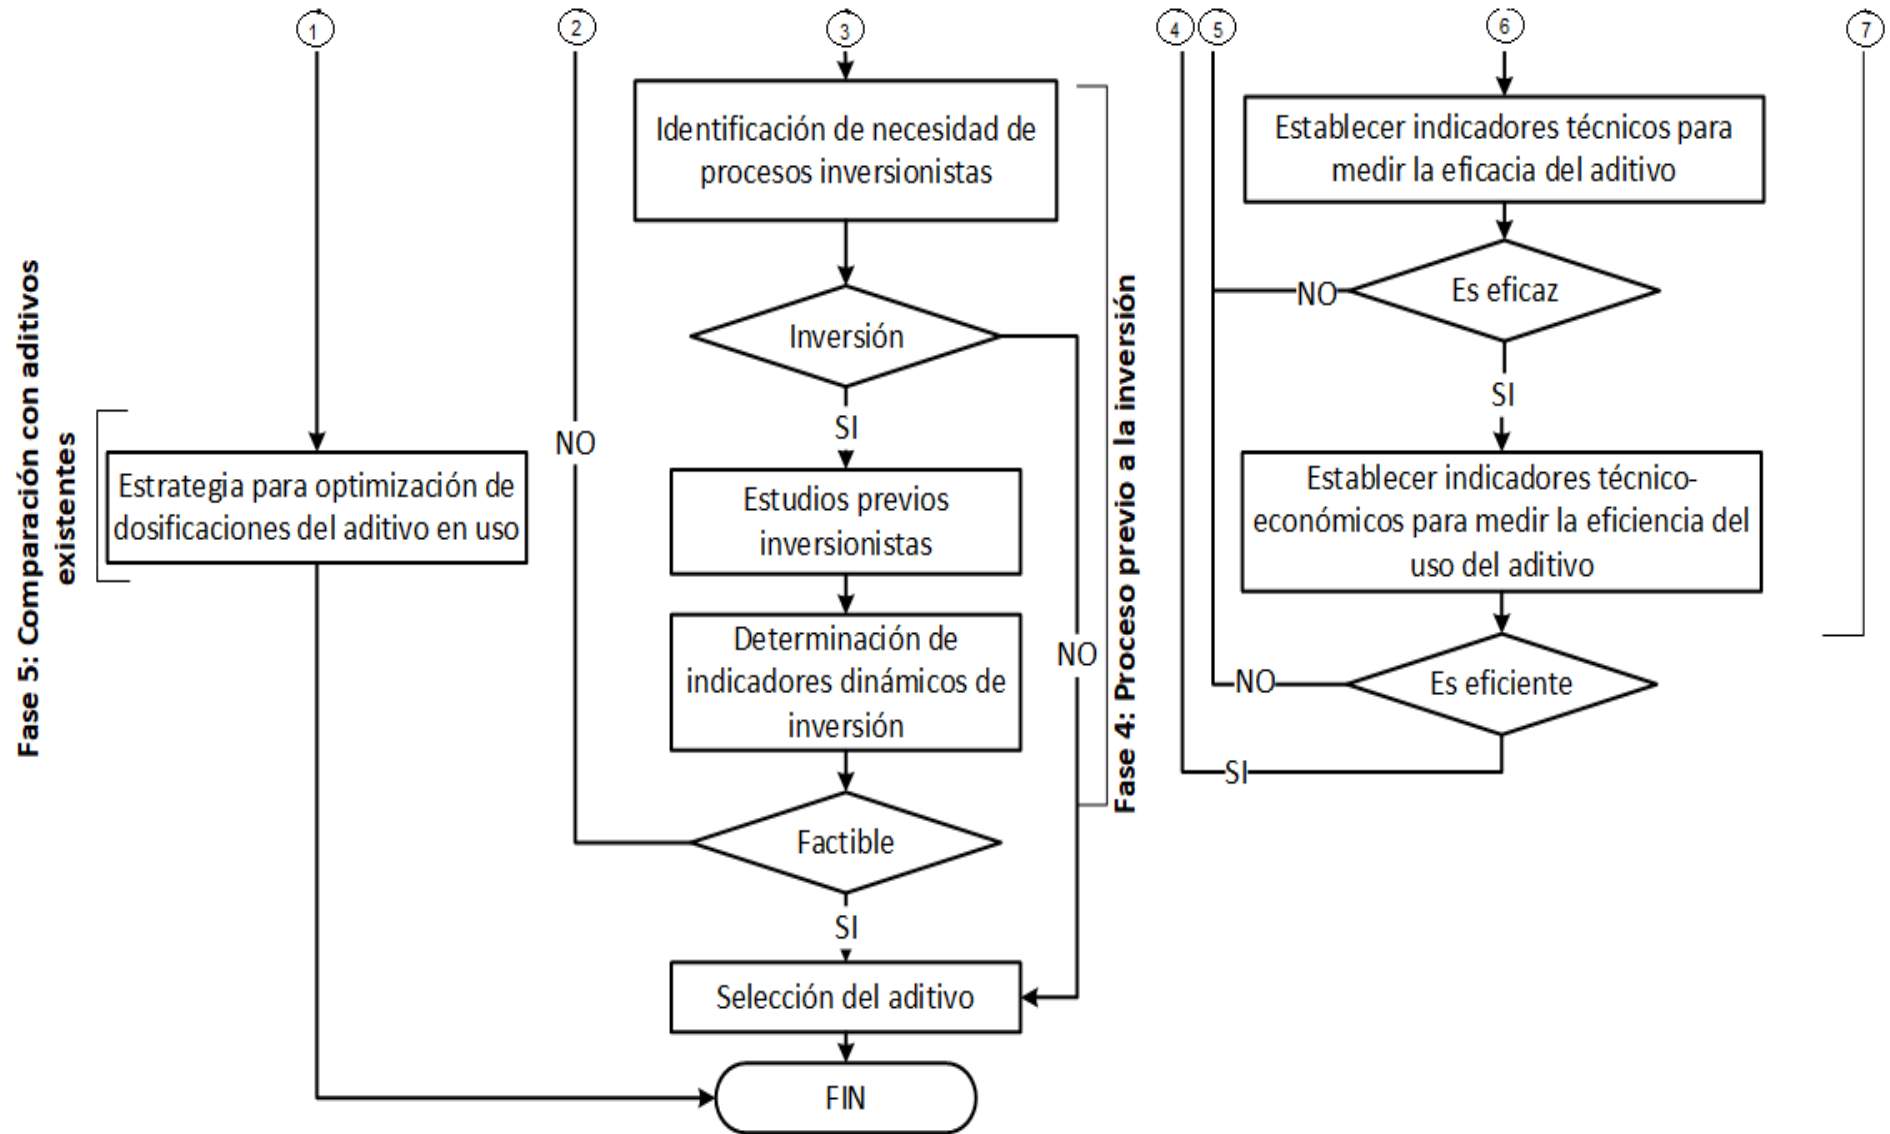 1
2
3
4
5
6
7
Fase 5: Comparación con aditivos
existentes
Estrategia para optimización de
dosificaciones del aditivo en uso
NO
Identificación de necesidad de
procesos inversionistas
Inversión
SI
Estudios previos
inversionistas
Determinación de
indicadores dinámicos de
inversión
NO
Factible
SI
Selección del aditivo
FIN
Fase 4: Proceso previo a la inversión
Establecer indicadores técnicos para
medir la eficacia del aditivo
NO
Es eficaz
SI
Establecer indicadores técnico-
económicos para medir la eficiencia del
uso del aditivo
NO
Es eficiente
SI